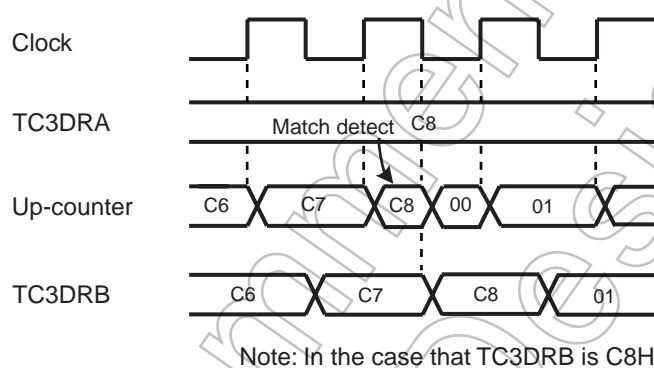 Clock
TC3DRA
Match detect C8
Up-counter C6 C7 C8 00 01
TC3DRB C6 C7 C8 01
Note: In the case that TC3DRB is C8H